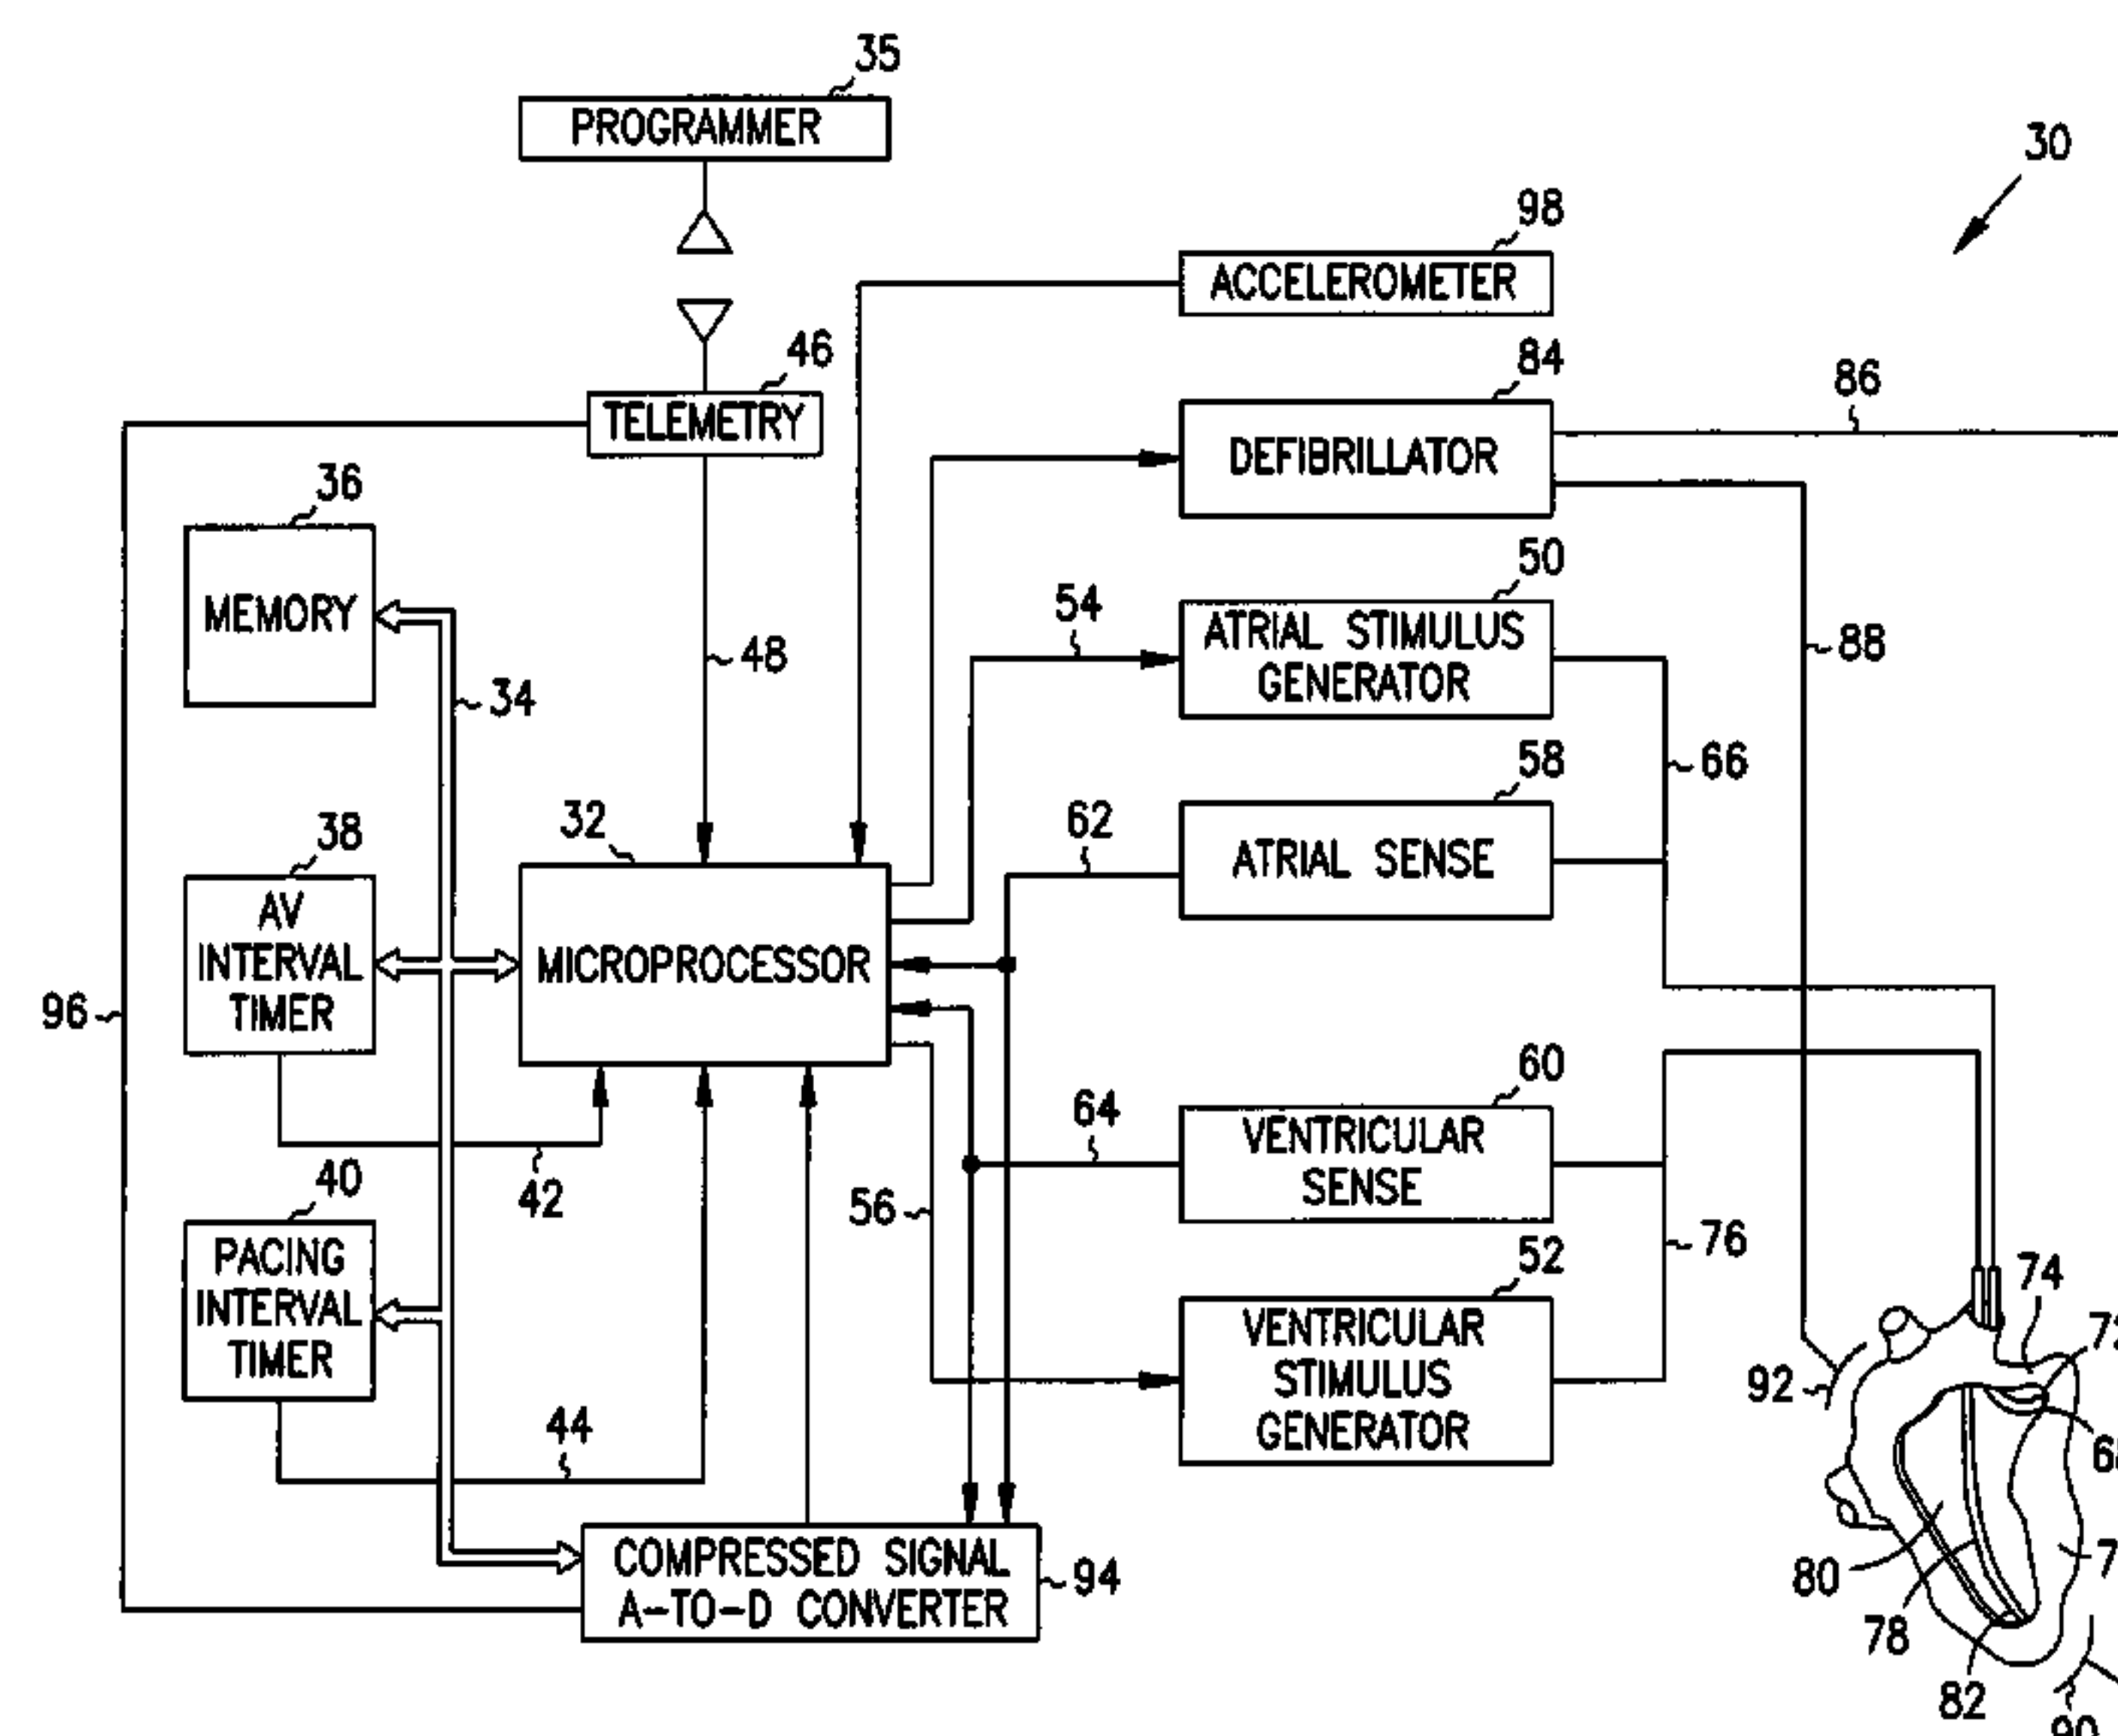 35
PROGRAMMER
30
98
ACCELEROMETER
46
TELEMETRY
84
DEFIBRILLATOR
86
36
MEMORY
50
ATRIAL STIMULUS
GENERATOR
54
48
88
34
58
ATRIAL SENSE
66
62
38
AV
INTERVAL
TIMER
32
MICROPROCESSOR
96
60
VENTRICULAR
SENSE
64
42
56
76
40
PACING
INTERVAL
TIMER
52
VENTRICULAR
STIMULUS
GENERATOR
74
92
44
COMPRESSED SIGNAL
A-TO-D CONVERTER
94
80
78
82